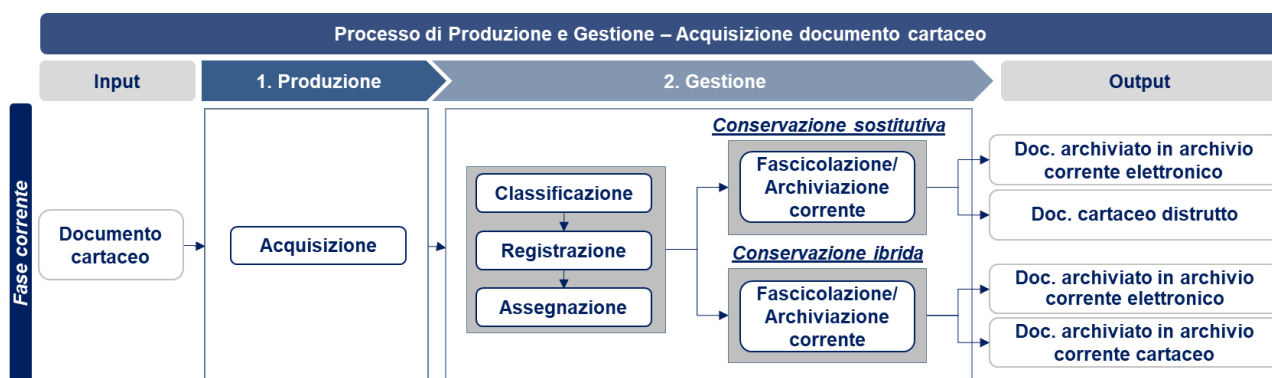 Processo di Produzione e Gestione – Acquisizione documento cartaceo
Input
1. Produzione
2. Gestione
Output
Fase corrente
Documento
cartaceo
Acquisizione
Classificazione
Registrazione
Assegnazione
Conservazione sostitutiva
Fascicolazione/
Archiviazione
corrente
Conservazione ibrida
Fascicolazione/
Archiviazione
corrente
Doc. archiviato in archivio
corrente elettronico
Doc. cartaceo distrutto
Doc. archiviato in archivio
corrente elettronico
Doc. archiviato in archivio
corrente cartaceo